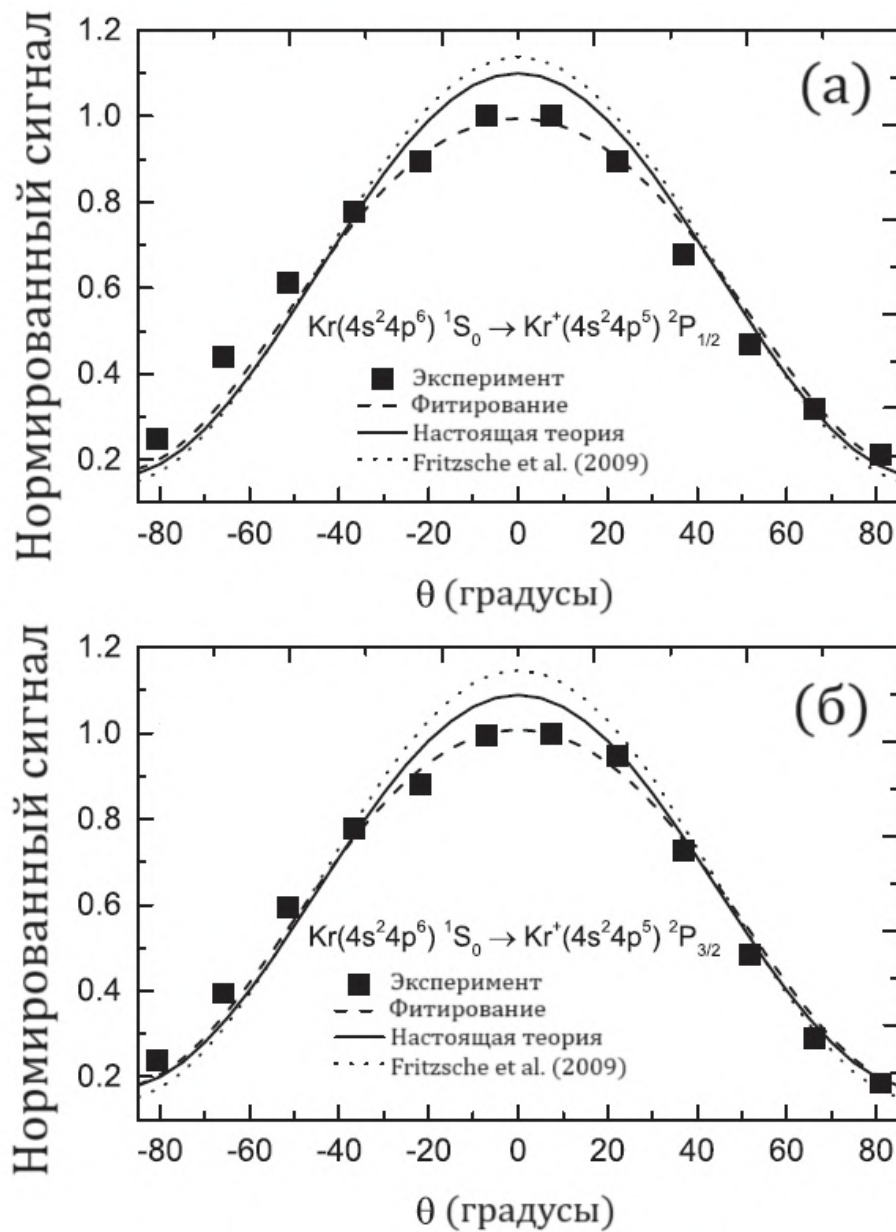 (а)
Нормированный сигнал
1.2
1.0
0.8
0.6
0.4
0.2
Kr(4s²4p⁶) ¹S₀ → Kr⁺(4s²4p⁵) ²P₁/₂
Эксперимент
Фитирование
Настоящая теория
Fritzsche et al. (2009)
-80 -60 -40 -20 0 20 40 60 80
θ (градусы)
(б)
Нормированный сигнал
1.2
1.0
0.8
0.6
0.4
0.2
Kr(4s²4p⁶) ¹S₀ → Kr⁺(4s²4p⁵) ²P₃/₂
Эксперимент
Фитирование
Настоящая теория
Fritzsche et al. (2009)
-80 -60 -40 -20 0 20 40 60 80
θ (градусы)